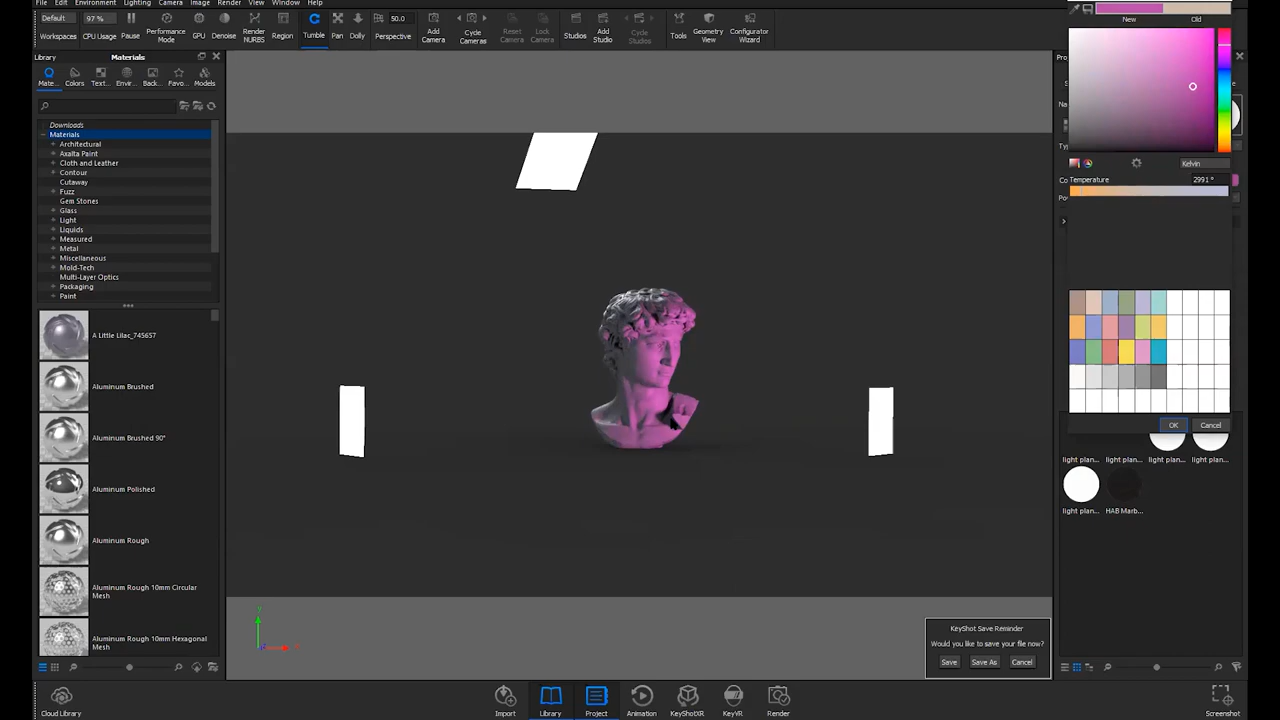 File Edit Environment Lighting Camera Image Render View Window Help
Default 97 % 50.0
Workspaces CPU Usage Pause Performance Mode GPU Denoise Render NURBS Region Tumble Pan Dolly Perspective Add Camera Cycle Cameras Reset Camera Lock Camera Studios Add Studio Cycle Studios Tools Geometry View Configurator Wizard
New Old
Library Materials
Mate... Colors Text... Envir... Back... Favo... Models
Downloads
Materials
Architectural
Axalta Paint
Cloth and Leather
Contour
Cutaway
Fuzz
Gem Stones
Glass
Light
Liquids
Measured
Metal
Miscellaneous
Mold-Tech
Multi-Layer Optics
Packaging
Paint
A Little Lilac_745657
Aluminum Brushed
Aluminum Brushed 90°
Aluminum Polished
Aluminum Rough
Aluminum Rough 10mm Circular
Mesh
Aluminum Rough 10mm Hexagonal
Mesh
Kelvin
Temperature 2991 °
OK Cancel
light plan... light plan... light plan... light plan...
light plan... HAB Marb...
KeyShot Save Reminder
Would you like to save your file now?
Save Save As Cancel
Cloud Library Import Library Project Animation KeyShotXR KeyVR Render Screenshot